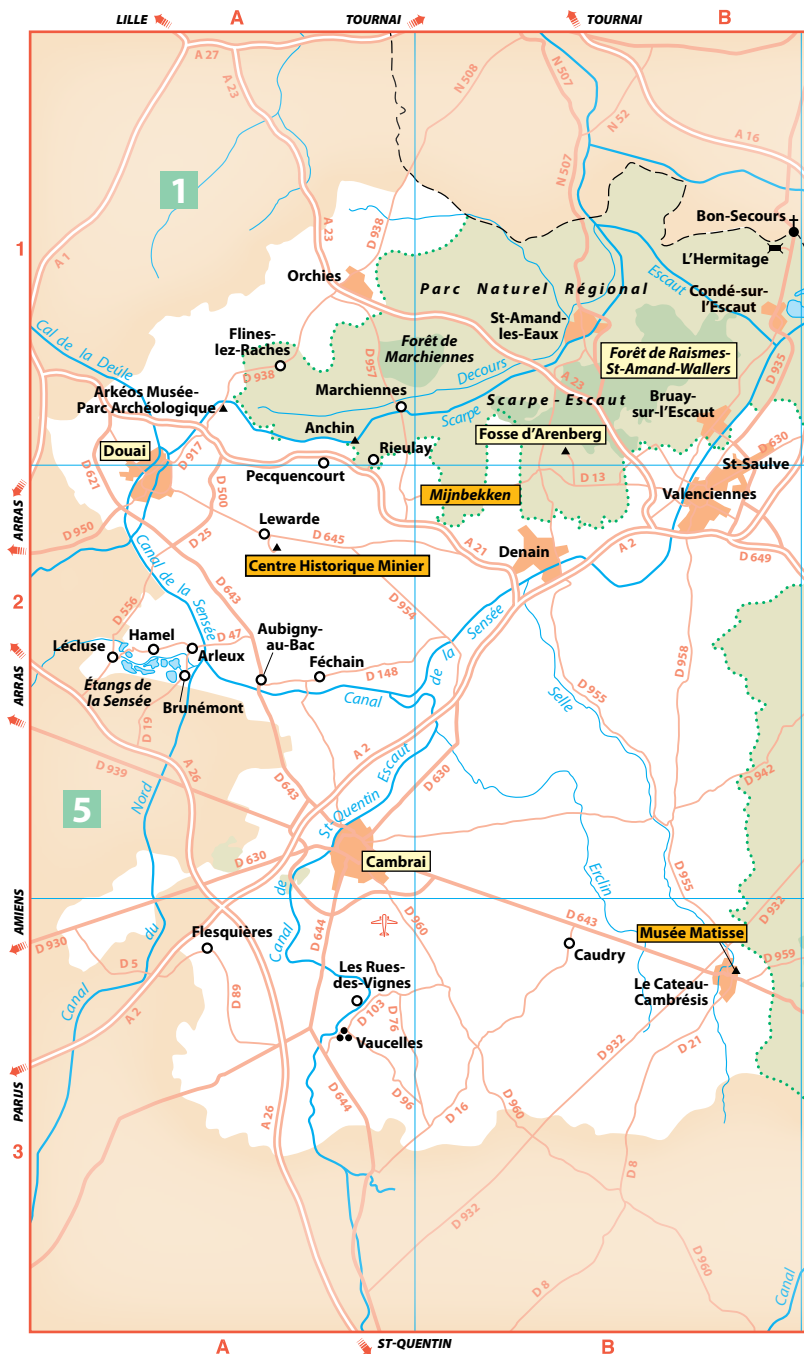 LILLE
A
TOURNAI
TOURNAI
B
A 27
A 23
N 508
N 507
N 52
A 16
1
N 507
Bon-Secours
1
A 1
A 23
D 938
L'Hermitage
Orchies
Parc Naturel Régional
Escaut
Condé-sur-
l'Escaut
St-Amand-
les-Eaux
Cal de la Deûle
Flines-
lez-Raches
D 938
D 957
Forêt de
Marchiennes
Decours
Forêt de Raismes-
St-Amand-Wallers
D 935
Arkéos Musée-
Parc Archéologique
Marchiennes
A 23
Scarpe - Escaut
Bruay-
sur-l'Escaut
Anchin
Scarpe
Fosse d'Arenberg
D 630
Douai
D 917
Rieulay
St-Saulve
D 621
Pecquencourt
D 13
D 500
Mijnbekken
Valenciennes
ARRAS
D 950
D 25
Lewarde
D 645
A 21
Denain
A 2
D 649
Centre Historique Minier
Canal de la Sensée
D 643
2
D 556
D 954
Hamel
D 47
Aubigny-
au-Bac
de la Sensée
D 958
Lécluse
Arleux
Féchain
D 148
ARRAS
Étangs de
la Sensée
Brunémont
Canal
D 955
Selle
D 19
A 2
D 939
A 26
D 643
St-Quentin
Escaut
D 630
D 942
5
Nord
D 630
Cambrai
Erclin
D 955
de
AMIENS
D 930
du
Canal
D 644
D 960
D 643
D 932
Flesquières
Musée Matisse
D 959
D 5
Caudry
Le Cateau-
Cambrésis
Canal
D 89
Les Rues-
des-Vignes
A 2
D 103
D 76
D 932
D 21
Vaucelles
PARIJS
D 644
D 96
D 16
D 960
A 26
3
D 8
D 932
D 8
D 960
Canal
A
ST-QUENTIN
B